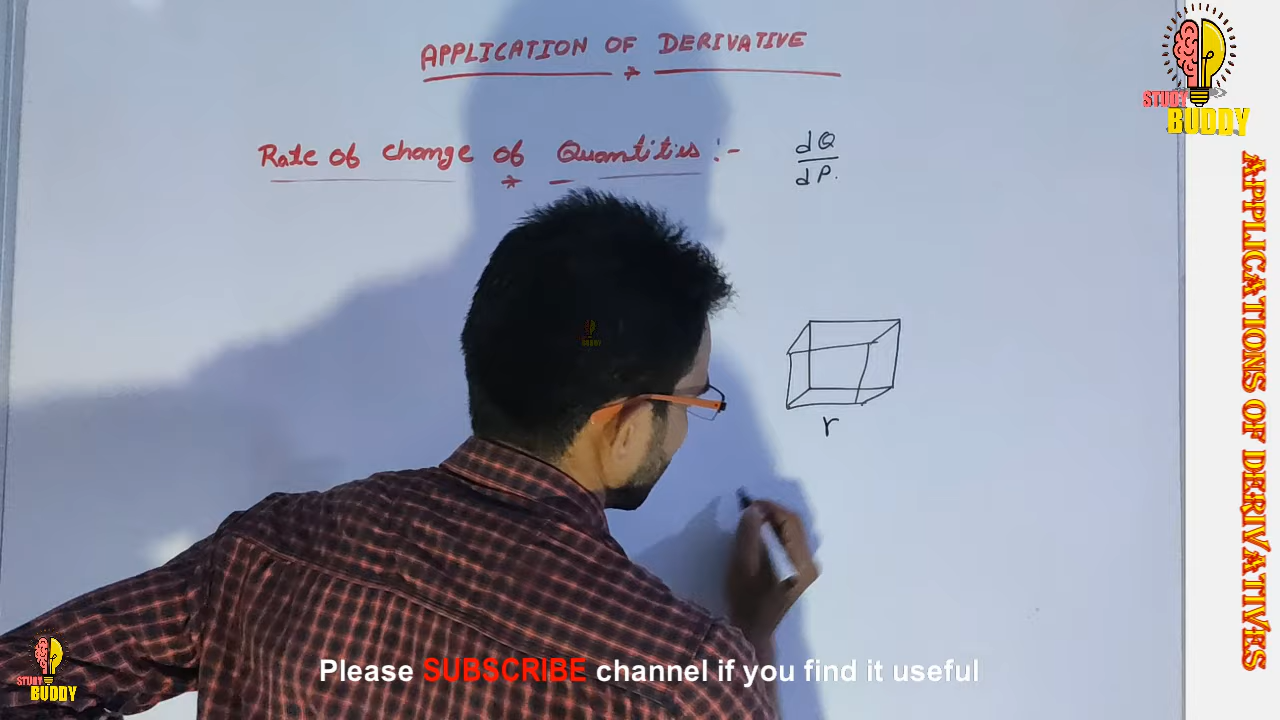 APPLICATION OF DERIVATIVE
Rate of change of Quantities :-
dQ
dP.
r
Please SUBSCRIBE channel if you find it useful
STUDY
BUDDY
APPLICATIONS OF DERIVATIVES
STUDY
BUDDY